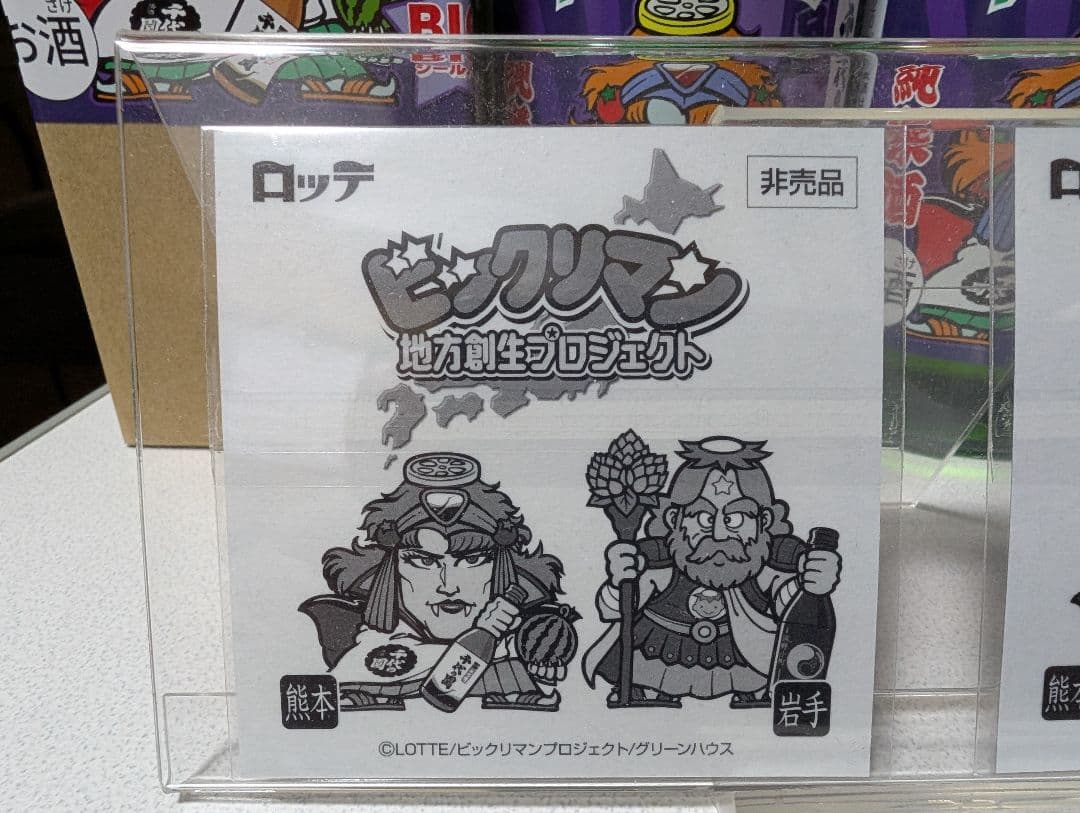 さけ
お酒
ロッテ
非売品
ビックリマン
地方創生プロジェクト
熊本
岩手
©LOTTE/ビックリマンプロジェクト/グリーンハウス